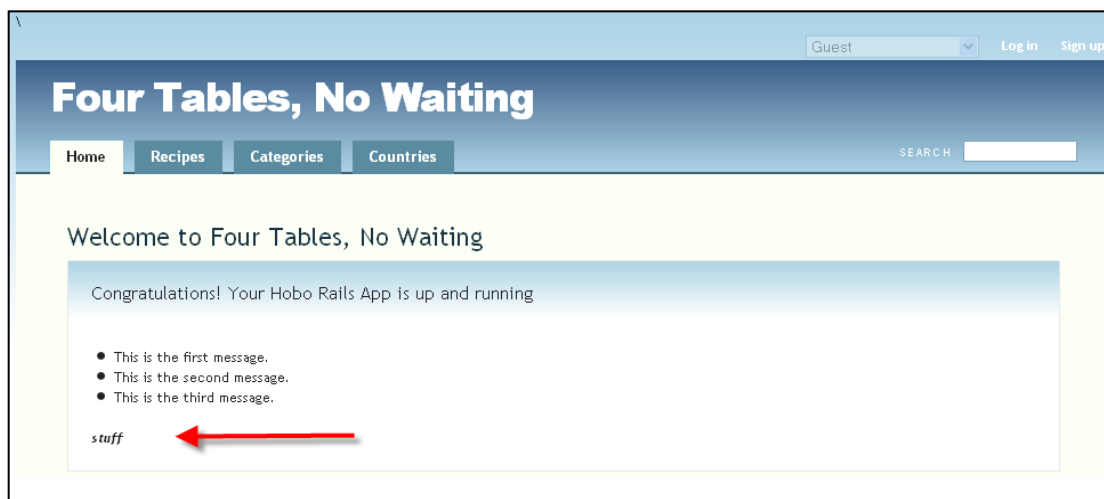 \
Guest Log in Sign up
Four Tables, No Waiting
Home Recipes Categories Countries SEARCH
Welcome to Four Tables, No Waiting
Congratulations! Your Hobo Rails App is up and running
• This is the first message.
• This is the second message.
• This is the third message.
stuff